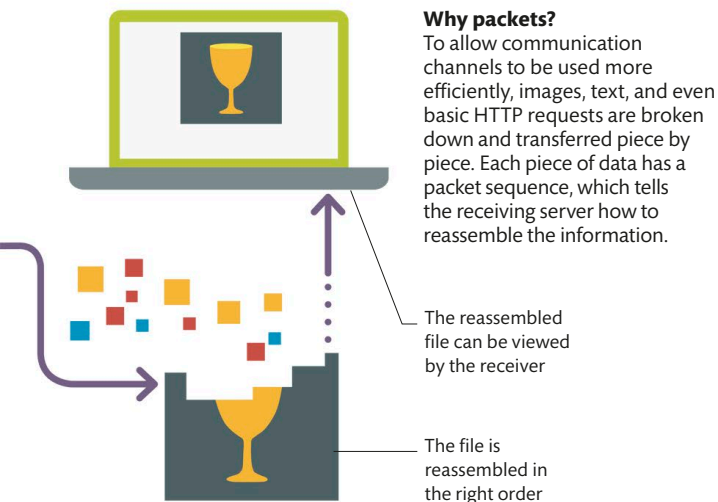 Why packets?
To allow communication
channels to be used more
efficiently, images, text, and even
basic HTTP requests are broken
down and transferred piece by
piece. Each piece of data has a
packet sequence, which tells
the receiving server how to
reassemble the information.
The reassembled
file can be viewed
by the receiver
The file is
reassembled in
the right order